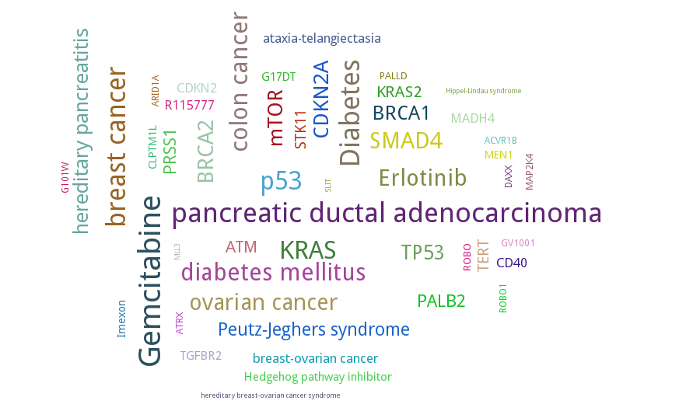 hereditary pancreatitis
G101W
breast cancer
ARID1A
CDKN2
R115777
CLPTM1L
PRSS1
BRCA2
colon cancer
ataxia-telangiectasia
G17DT
mTOR
STK11
CDKN2A
Diabetes
PALLD
KRAS2
Hippel-Lindau syndrome
BRCA1
MADH4
SMAD4
ACVR1B
MEN1
DAXX
MAP2K4
p53
SLIT
Erlotinib
pancreatic ductal adenocarcinoma
Gemcitabine
MLL3
ATM
KRAS
TP53
ROBO
TERT
GV1001
CD40
diabetes mellitus
ovarian cancer
PALB2
ROBO1
Imexon
ATRX
Peutz-Jeghers syndrome
TGFBR2
breast-ovarian cancer
Hedgehog pathway inhibitor
hereditary breast-ovarian cancer syndrome